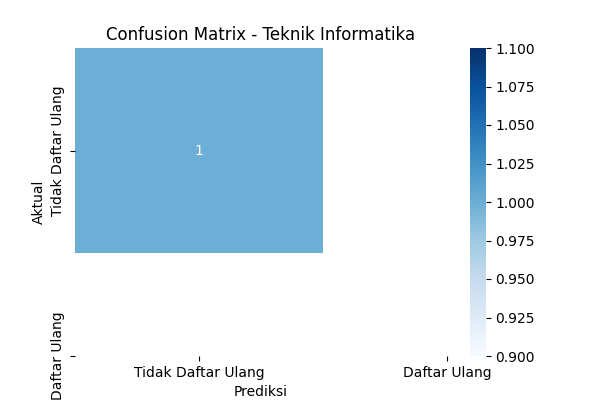 Confusion Matrix - Teknik Informatika
Aktual
Tidak Daftar Ulang
Daftar Ulang
1
Tidak Daftar Ulang
Daftar Ulang
Prediksi
1.100
1.075
1.050
1.025
1.000
0.975
0.950
0.925
0.900